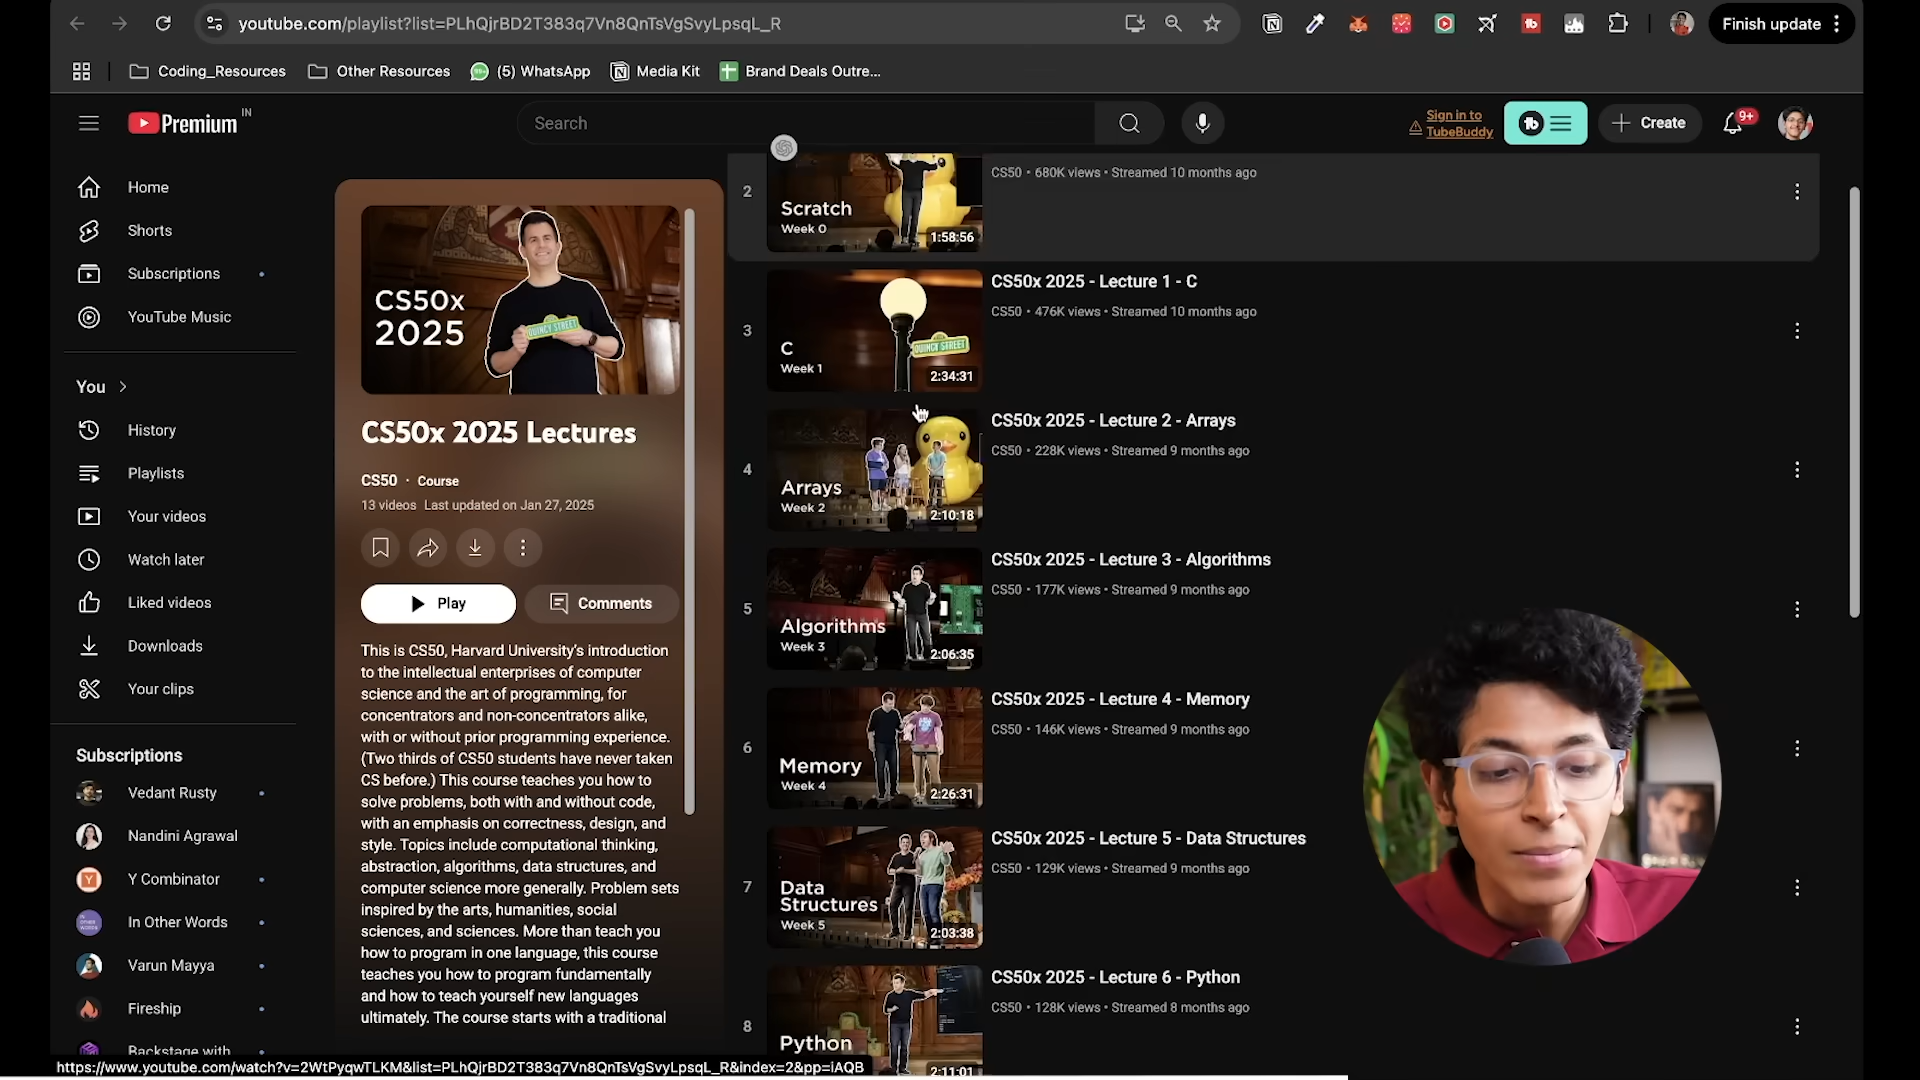 youtube.com/playlist?list=PLhQjrBD2T383q7Vn8QnTsVgSvyLpsqL_R
Finish update
Coding_Resources
Other Resources
(5) WhatsApp
Media Kit
Brand Deals Outre...
Premium IN
Search
Sign in to
TubeBuddy
Create
9+
Home
Shorts
Subscriptions
YouTube Music
You
History
Playlists
Your videos
Watch later
Liked videos
Downloads
Your clips
Subscriptions
Vedant Rusty
Nandini Agrawal
Y Combinator
In Other Words
Varun Mayya
Fireship
Backstage with
CS50x
2025
QUINCY STREET
CS50x 2025 Lectures
CS50 · Course
13 videos Last updated on Jan 27, 2025
Play
Comments
This is CS50, Harvard University's introduction
to the intellectual enterprises of computer
science and the art of programming, for
concentrators and non-concentrators alike,
with or without prior programming experience.
(Two thirds of CS50 students have never taken
CS before.) This course teaches you how to
solve problems, both with and without code,
with an emphasis on correctness, design, and
style. Topics include computational thinking,
abstraction, algorithms, data structures, and
computer science more generally. Problem sets
inspired by the arts, humanities, social
sciences, and sciences. More than teach you
how to program in one language, this course
teaches you how to program fundamentally
and how to teach yourself new languages
ultimately. The course starts with a traditional
2
Scratch
Week 0
1:58:56
CS50 • 680K views • Streamed 10 months ago
3
C
Week 1
QUINCY STREET
2:34:31
CS50x 2025 - Lecture 1 - C
CS50 • 476K views • Streamed 10 months ago
4
Arrays
Week 2
2:10:18
CS50x 2025 - Lecture 2 - Arrays
CS50 • 228K views • Streamed 9 months ago
5
Algorithms
Week 3
2:06:35
CS50x 2025 - Lecture 3 - Algorithms
CS50 • 177K views • Streamed 9 months ago
6
Memory
Week 4
2:26:31
CS50x 2025 - Lecture 4 - Memory
CS50 • 146K views • Streamed 9 months ago
7
Data
Structures
Week 5
2:03:38
CS50x 2025 - Lecture 5 - Data Structures
CS50 • 129K views • Streamed 9 months ago
8
Python
2:11:01
CS50x 2025 - Lecture 6 - Python
CS50 • 128K views • Streamed 8 months ago
https://www.youtube.com/watch?v=2WtPyqwTLKM&list=PLhQjrBD2T383q7Vn8QnTsVgSvyLpsqL_R&index=2&pp=iAQB